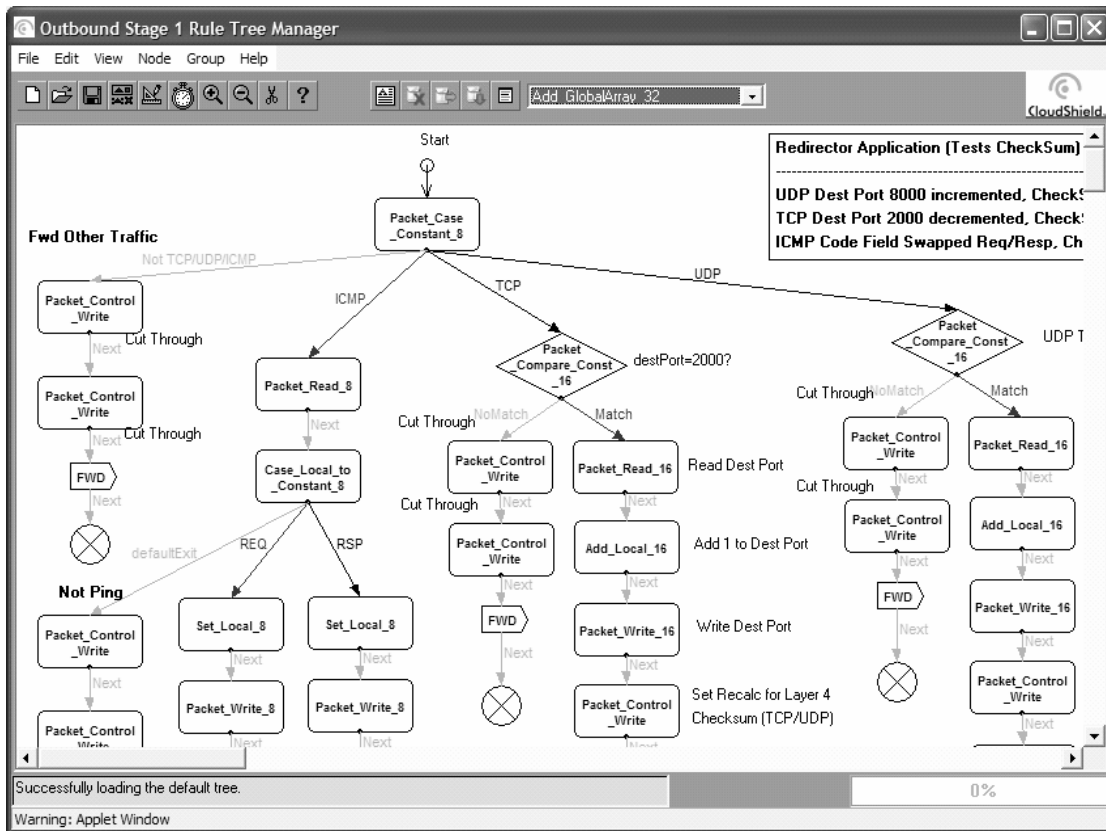 Outbound Stage 1 Rule Tree Manager
File Edit View Node Group Help
?
Add_GlobalArray_32
CloudShield.
Start
Redirector Application (Tests CheckSum)
UDP Dest Port 8000 incremented, Check
TCP Dest Port 2000 decremented, Check
ICMP Code Field Swapped Req/Resp, Ch
Packet_Case
_Constant_8
Fwd Other Traffic
Not TCP/UDP/ICMP
ICMP
TCP
UDP
Packet_Control
_Write
Next
Cut Through
Packet_Control
_Write
Next
Cut Through
FWD
Next
Packet_Read_8
Next
Case_Local_to
_Constant_8
defaultExit
REQ
RSP
Not Ping
Packet_Control
_Write
Next
Packet_Control
_Write
Set_Local_8
Next
Packet_Write_8
Next
Set_Local_8
Next
Packet_Write_8
Next
Packet
_Compare_Const
_16
destPort=2000?
Cut Through
NoMatch
Match
Packet_Control
_Write
Next
Cut Through
Packet_Control
_Write
Next
FWD
Next
Packet_Read_16
Read Dest Port
Next
Add_Local_16
Add 1 to Dest Port
Next
Packet_Write_16
Write Dest Port
Next
Packet_Control
_Write
Set Recalc for Layer 4
Checksum (TCP/UDP)
Next
Packet
_Compare_Const
_16
UDP T
Cut Through
NoMatch
Match
Packet_Control
_Write
Next
Cut Through
Packet_Control
_Write
Next
FWD
Next
Packet_Read_16
Next
Add_Local_16
Next
Packet_Write_16
Next
Packet_Control
_Write
Next
Successfully loading the default tree.
0%
Warning: Applet Window